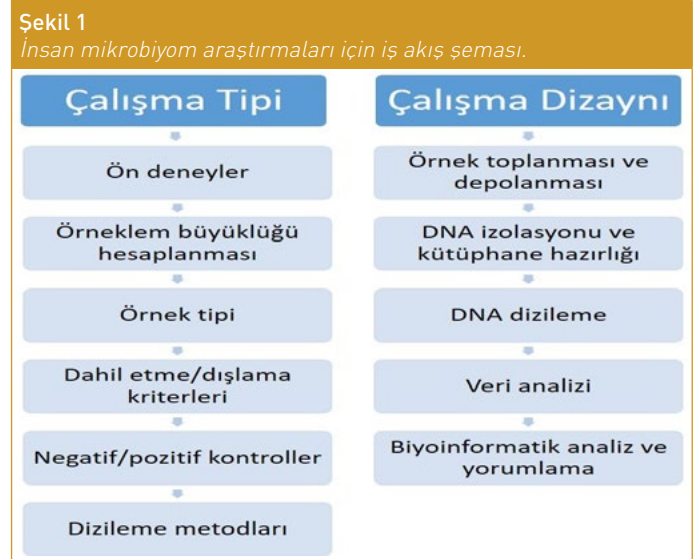 Şekil 1
İnsan mikrobiyom araştırmaları için iş akış şeması.
Çalışma Tipi
Ön deneyler
Örneklem büyüklüğü
hesaplanması
Örnek tipi
Dahil etme/dışlama
kriterleri
Negatif/pozitif kontroller
Dizileme metodları
Çalışma Dizaynı
Örnek toplanması ve
depolanması
DNA izolasyonu ve
kütüphane hazırlığı
DNA dizileme
Veri analizi
Biyoinformatik analiz ve
yorumlama